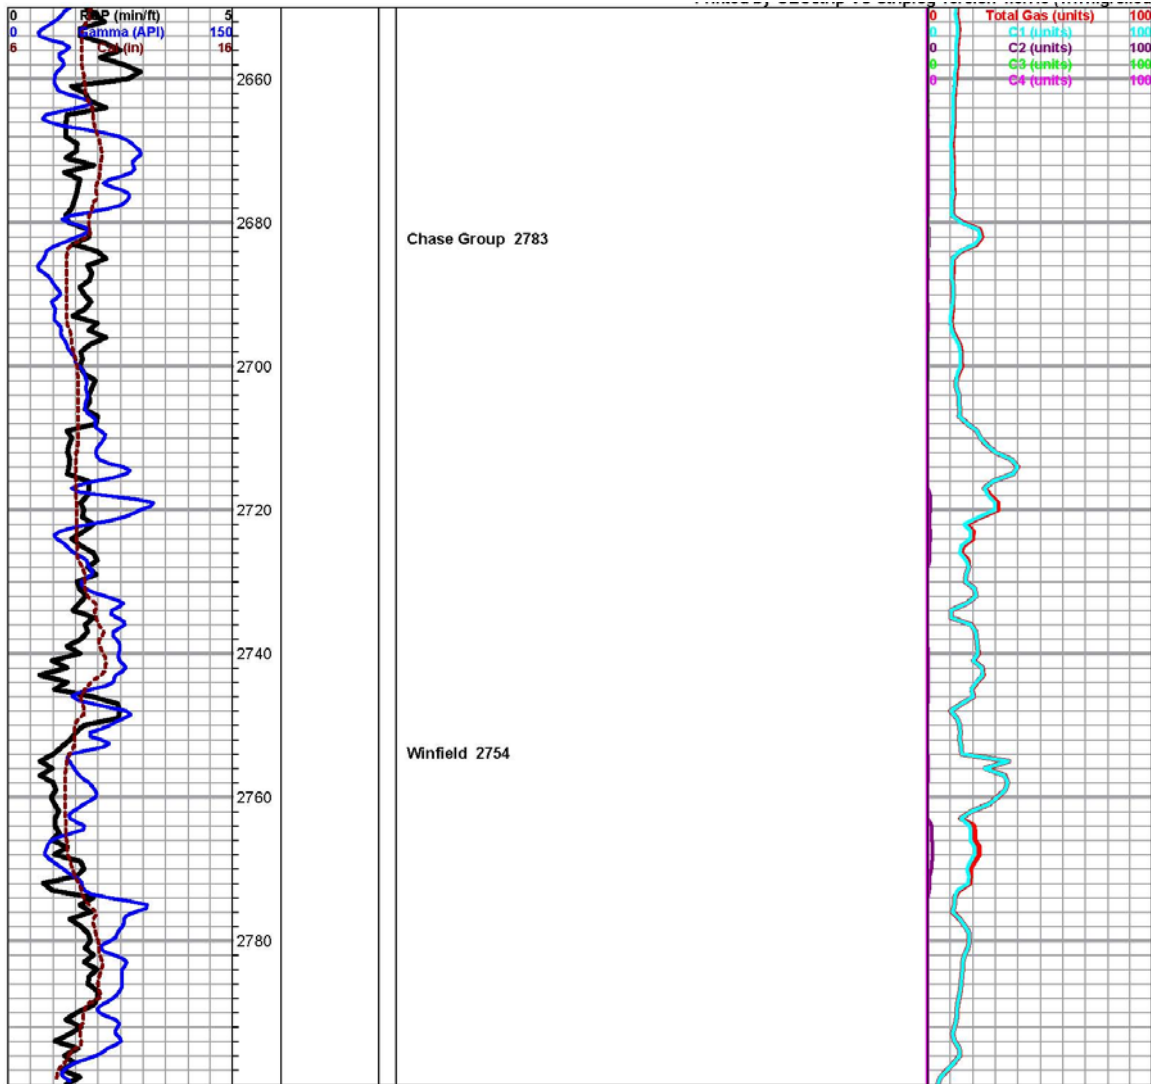 0 ROP (min/ft) 5
0 Gamma (API) 150
6 Cal (in) 16
0 Total Gas (units) 100
0 C1 (units) 100
0 C2 (units) 100
0 C3 (units) 100
0 C4 (units) 100
2660
2680
Chase Group 2783
2700
2720
2740
Winfield 2754
2760
2780